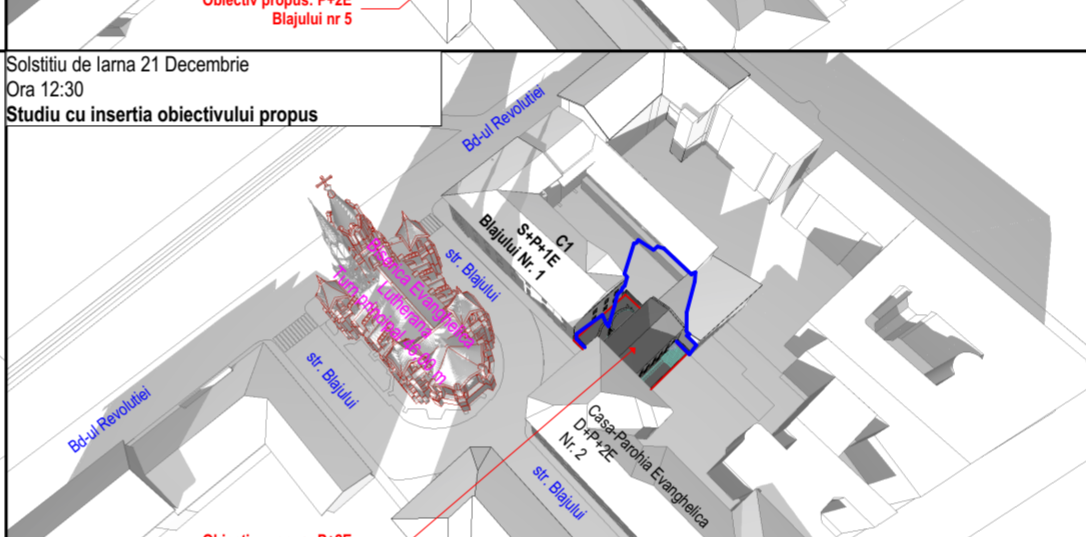 Obiectiv propus: P+2E
Blajului nr 5
Solstitiu de Iarna 21 Decembrie
Ora 12:30
Studiu cu insertia obiectivului propus
Bd-ul Revolutiei
C1
S+P+1E
Blajului Nr. 1
str. Blajului
Biserica Evanghelica
Lutherana
Turn principal de
m
str. Blajului
Bd-ul Revolutiei
Casa-Parohia Evanghelica
D+P+2E
Nr. 2
str. Blajului